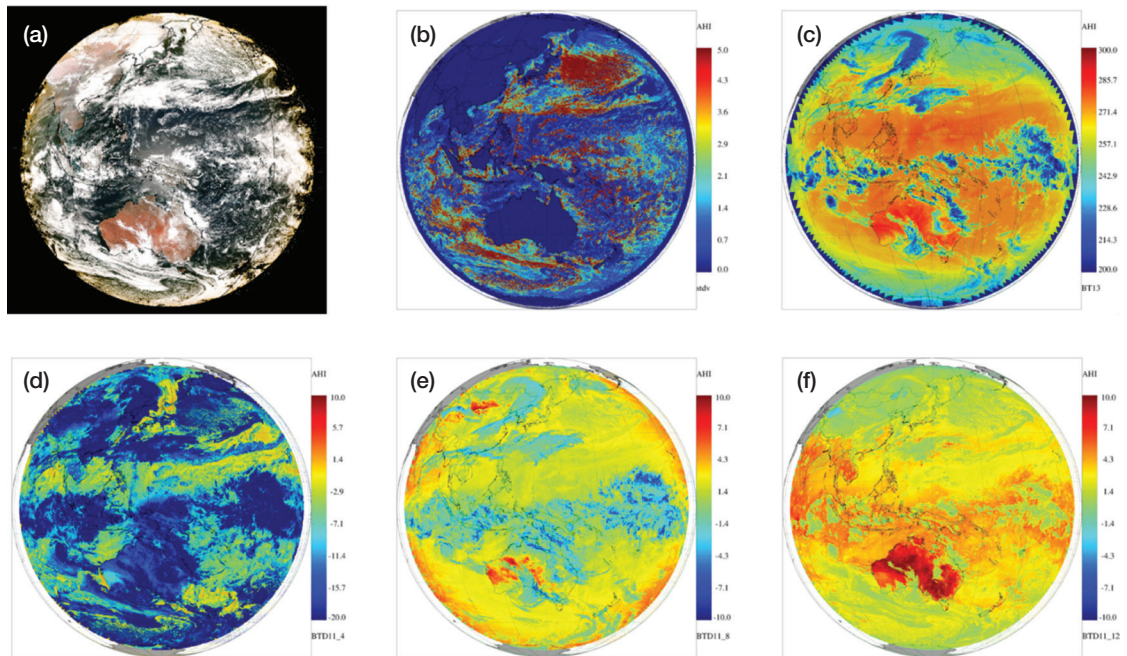 (a)
(b)
AHI
5.0
4.3
3.6
2.9
2.1
1.4
0.7
0.0
stdv
(c)
AHI
300.0
285.7
271.4
257.1
242.9
228.6
214.3
200.0
BT13
(d)
AHI
10.0
5.7
1.4
-2.9
-7.1
-11.4
-15.7
-20.0
BTD11_4
(e)
AHI
10.0
7.1
4.3
1.4
-1.4
-4.3
-7.1
-10.0
BTD11_8
(f)
AHI
10.0
7.1
4.3
1.4
-1.4
-4.3
-7.1
-10.0
BTD11_12